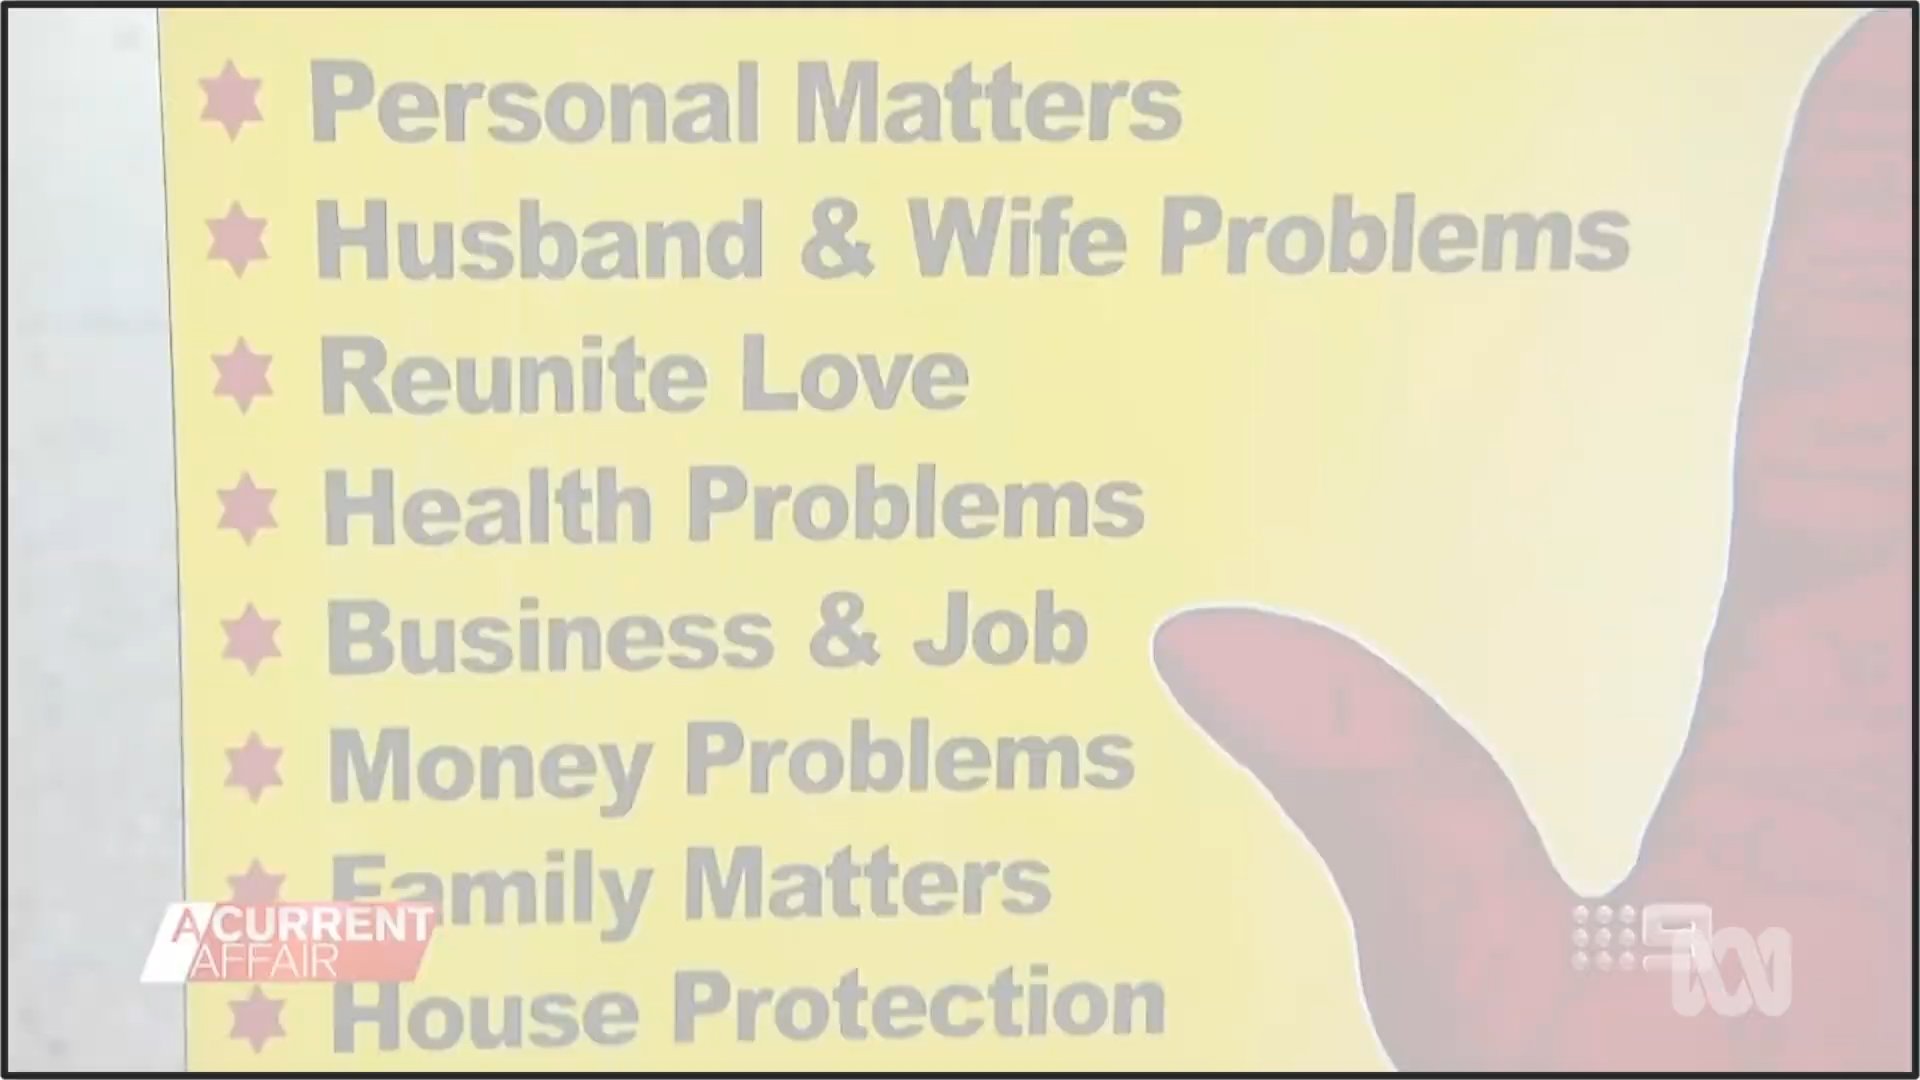 Personal Matters
Husband & Wife Problems
Reunite Love
Health Problems
Business & Job
Money Problems
Family Matters
A CURRENT
AFFAIR
House Protection